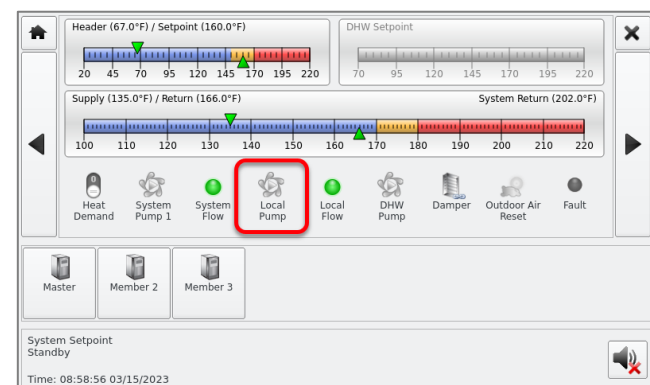 Header (67.0°F) / Setpoint (160.0°F)
20 45 70 95 120 145 170 195 220
DHW Setpoint
70 95 120 145 170 195 220
Supply (135.0°F) / Return (166.0°F) System Return (202.0°F)
100 110 120 130 140 150 160 170 180 190 200 210 220
Heat Demand
System Pump 1
System Flow
Local Pump
Local Flow
DHW Pump
Damper
Outdoor Air Reset
Fault
Master
Member 2
Member 3
System Setpoint
Standby
Time: 08:58:56 03/15/2023